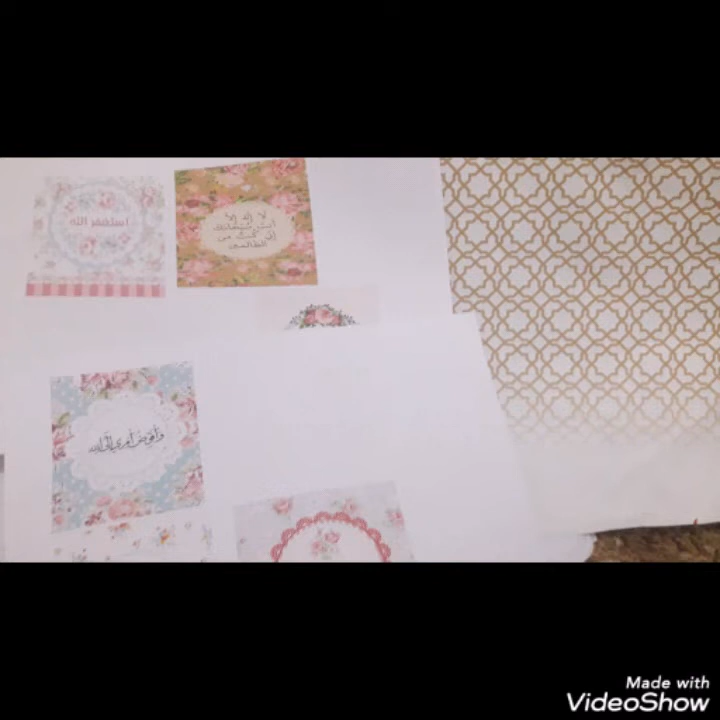 استغفر الله
لا إله إلا
أنت سبحانك
إني كنت من
الظالمين
وأفوض أمري إلى الله
Made with
VideoShow